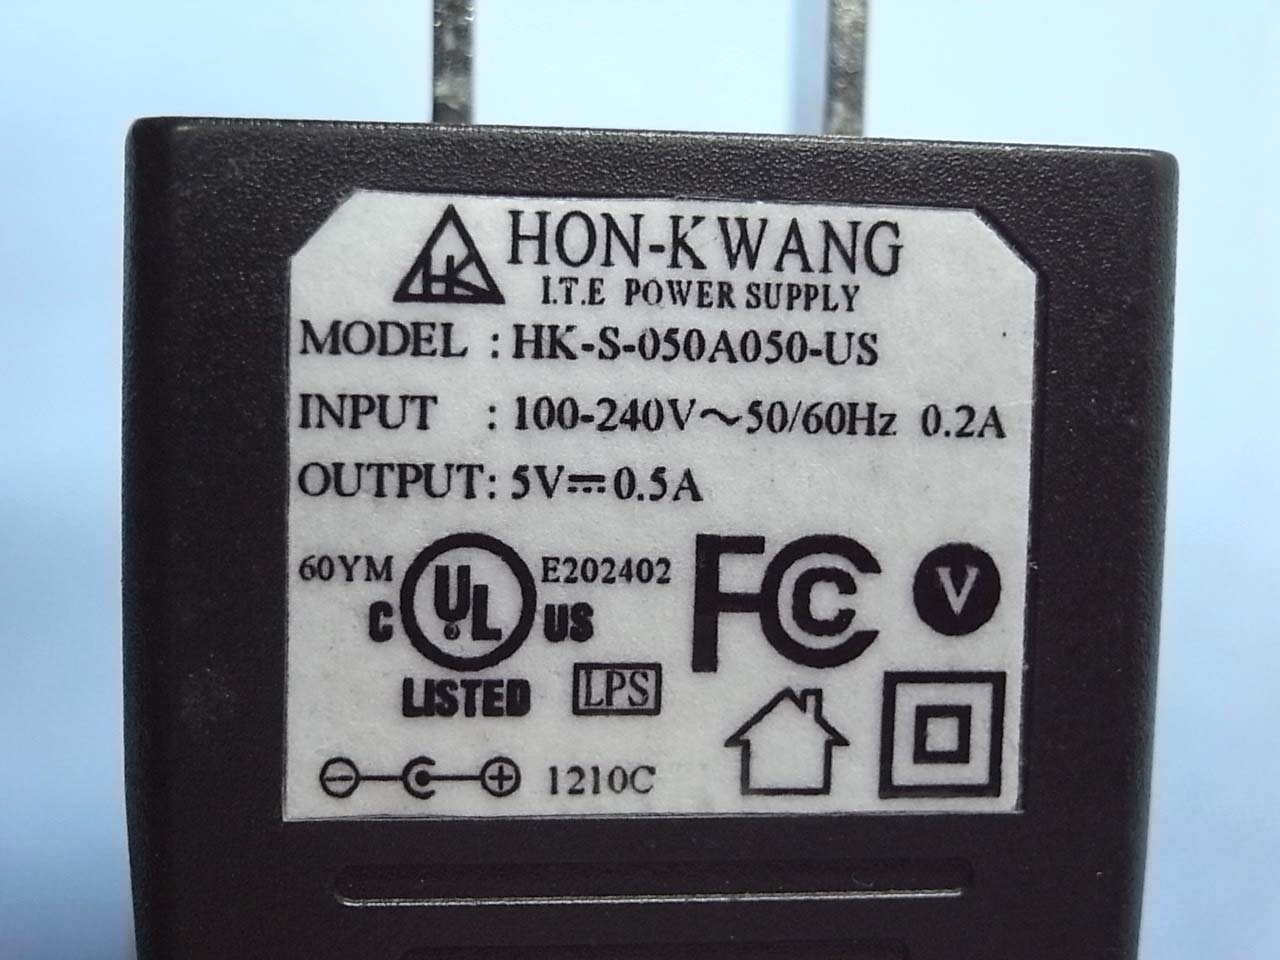 HK HON-KWANG
I.T.E POWER SUPPLY
MODEL : HK-S-050A050-US
INPUT : 100-240V~50/60Hz 0.2A
OUTPUT: 5V⎓0.5A
60YM E202402
C UL US
LISTED
LPS
FC
V
1210C